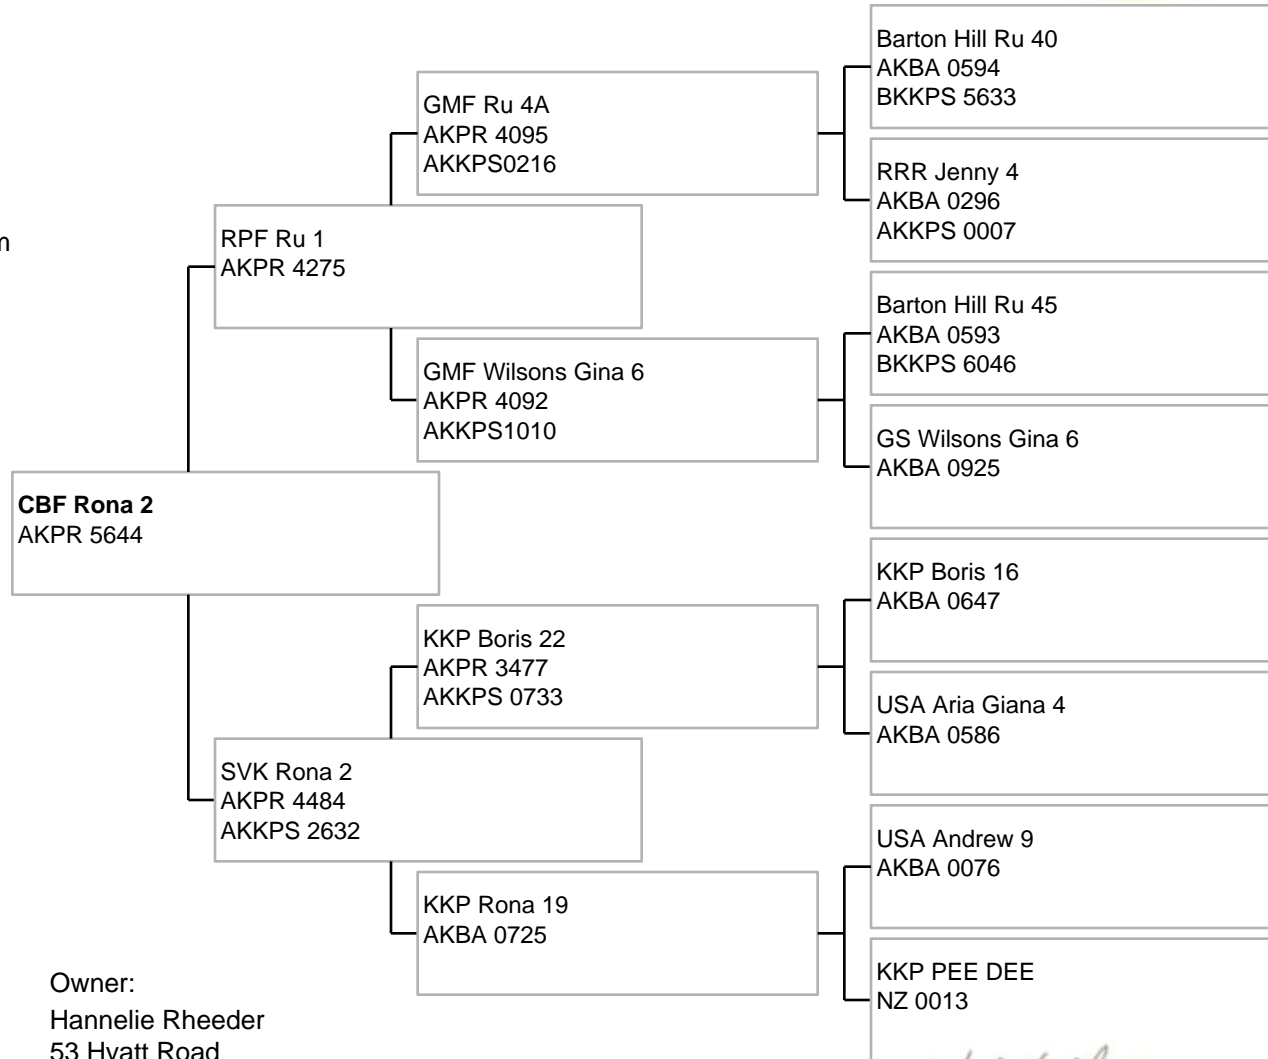 Barton Hill Ru 40
AKBA 0594
BKKPS 5633
GMF Ru 4A
AKPR 4095
AKKPS0216
RRR Jenny 4
AKBA 0296
AKKPS 0007
RPF Ru 1
AKPR 4275
Barton Hill Ru 45
AKBA 0593
BKKPS 6046
GMF Wilsons Gina 6
AKPR 4092
AKKPS1010
GS Wilsons Gina 6
AKBA 0925
CBF Rona 2
AKPR 5644
KKP Boris 16
AKBA 0647
KKP Boris 22
AKPR 3477
AKKPS 0733
USA Aria Giana 4
AKBA 0586
SVK Rona 2
AKPR 4484
AKKPS 2632
USA Andrew 9
AKBA 0076
KKP Rona 19
AKBA 0725
KKP PEE DEE
NZ 0013
Owner:
Hannelie Rheeder
53 Hyatt Road